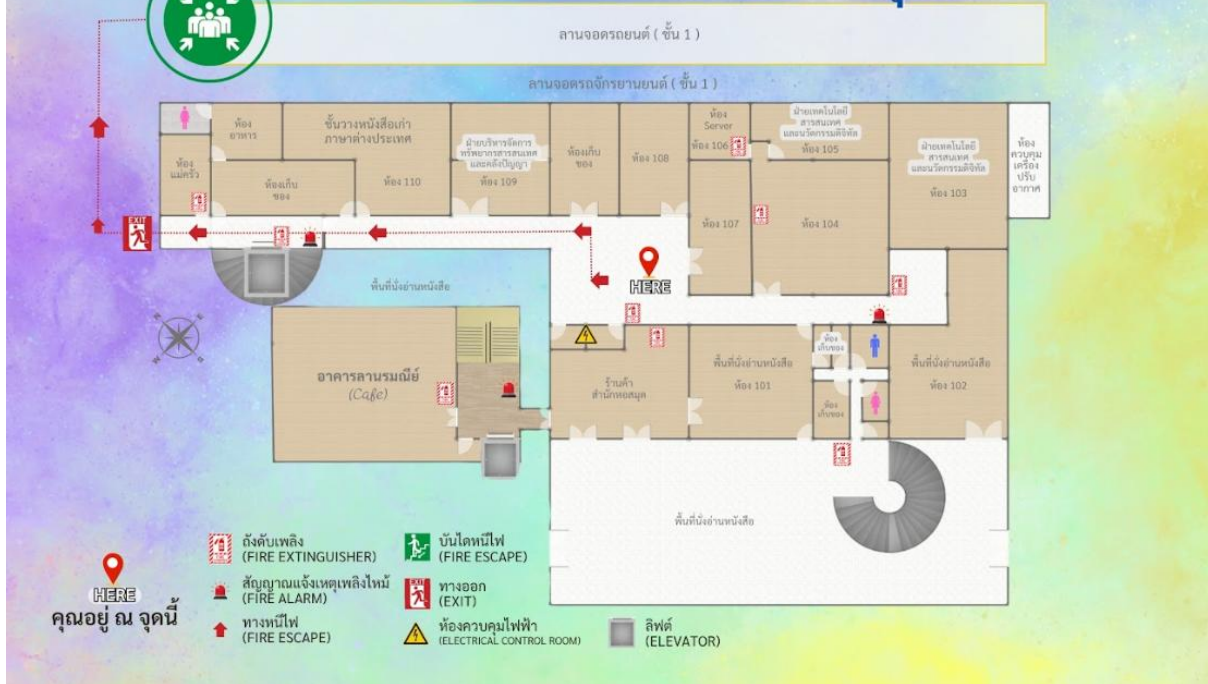 ลานจอดรถยนต์ ( ชั้น 1 )
ลานจอดรถจักรยานยนต์ ( ชั้น 1 )
ห้อง
อาหาร
ชั้นวางหนังสือเก่า
ภาษาต่างประเทศ
ห้อง
แม่ครัว
ห้องเก็บ
ของ
ห้อง 110
ฝ่ายบริหารจัดการ
ทรัพยากรสารสนเทศ
และคลังปัญญา
ห้อง 109
ห้องเก็บ
ของ
ห้อง 108
ห้อง
Server
ห้อง 106
ฝ่ายเทคโนโลยี
สารสนเทศ
และนวัตกรรมดิจิทัล
ห้อง 105
ฝ่ายเทคโนโลยี
สารสนเทศ
และนวัตกรรมดิจิทัล
ห้อง 103
ห้อง
ควบคุม
เครื่อง
ปรับ
อากาศ
ห้อง 107
ห้อง 104
EXIT
HERE
พื้นที่นั่งอ่านหนังสือ
อาคารลานรมณีย์
(Cafe)
ร้านค้า
สำนักหอสมุด
พื้นที่นั่งอ่านหนังสือ
ห้อง 101
ห้อง
เก็บของ
ห้อง
เก็บของ
พื้นที่นั่งอ่านหนังสือ
ห้อง 102
พื้นที่นั่งอ่านหนังสือ
HERE
คุณอยู่ ณ จุดนี้
ถังดับเพลิง
(FIRE EXTINGUISHER)
สัญญาณแจ้งเหตุเพลิงไหม้
(FIRE ALARM)
ทางหนีไฟ
(FIRE ESCAPE)
บันไดหนีไฟ
(FIRE ESCAPE)
EXIT
ทางออก
(EXIT)
ห้องควบคุมไฟฟ้า
(ELECTRICAL CONTROL ROOM)
ลิฟต์
(ELEVATOR)